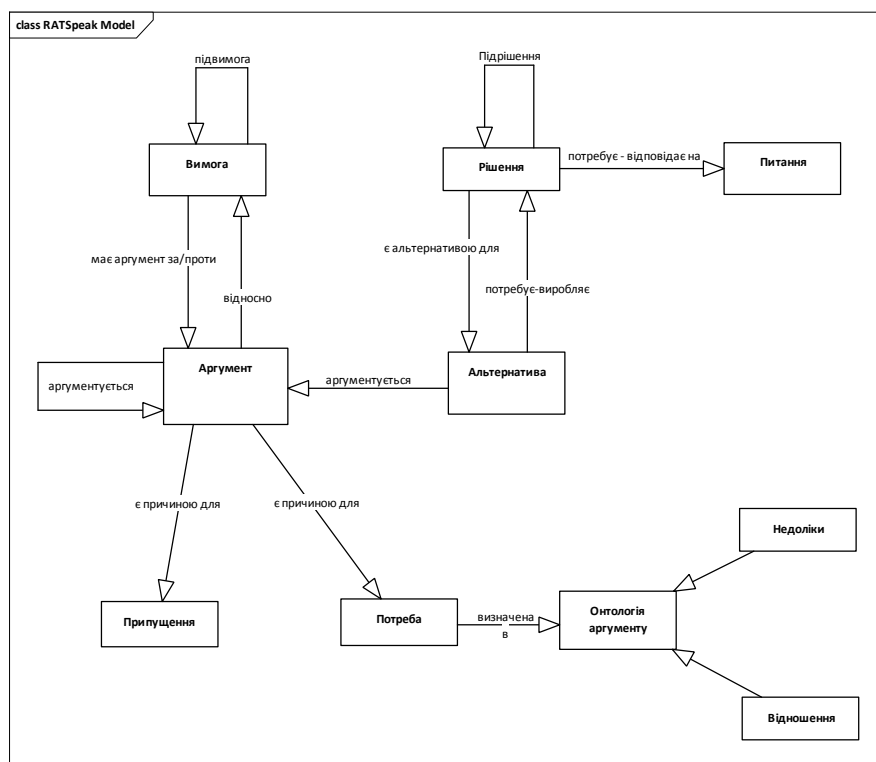 class RATSpeak Model
підвимога
Підрішення
Вимога
Рішення
потребує - відповідає на
Питання
має аргумент за/проти
є альтернативою для
відносно
потребує-виробляє
Аргумент
Альтернатива
аргументується
аргументується
є причиною для
є причиною для
Недоліки
Припущення
Потреба
визначена
в
Онтологія
аргументу
Відношення